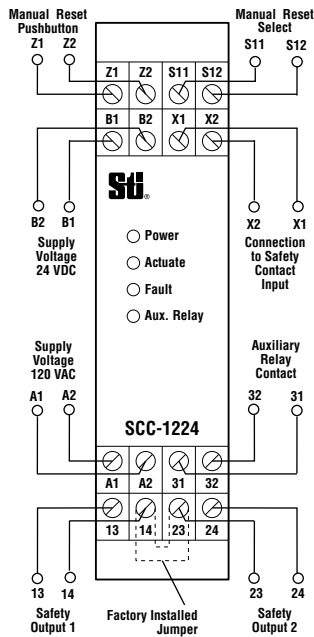 Manual Reset
Pushbutton
Z1 Z2
Manual Reset
Select
S11 S12
Z1 Z2 S11 S12
B1 B2 X1 X2
Sti®
B2 B1
Supply
Voltage
24 VDC
X2 X1
Connection
to Safety
Contact
Input
Power
Actuate
Fault
Aux. Relay
Supply
Voltage
120 VAC
A1 A2
Auxiliary
Relay
Contact
32 31
SCC-1224
A1 A2 31 32
13 14 23 24
13 14
Safety
Output 1
Factory Installed
Jumper
23 24
Safety
Output 2